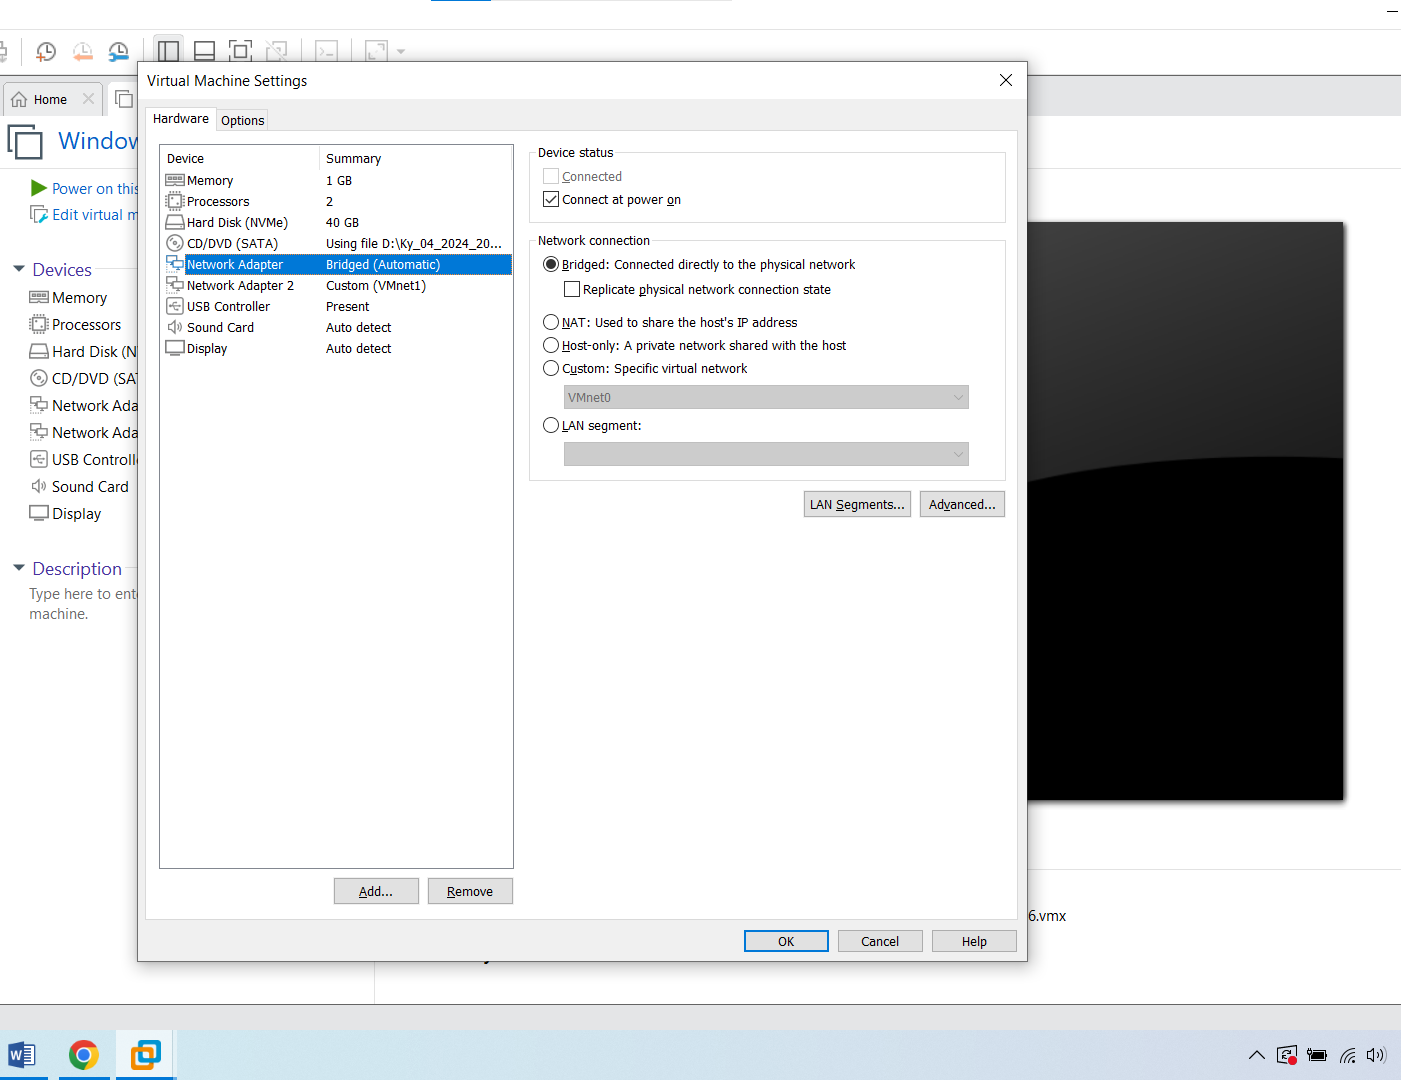 Home
Virtual Machine Settings
Hardware
Options
Window
Power on this
Edit virtual m
Devices
Memory
Processors
Hard Disk (N
CD/DVD (SA
Network Ada
Network Ada
USB Controll
Sound Card
Display
Description
Type here to ente
machine.
Device Summary
Memory 1 GB
Processors 2
Hard Disk (NVMe) 40 GB
CD/DVD (SATA) Using file D:\Ky_04_2024_20...
Network Adapter Bridged (Automatic)
Network Adapter 2 Custom (VMnet1)
USB Controller Present
Sound Card Auto detect
Display Auto detect
Add...
Remove
Device status
Connected
Connect at power on
Network connection
Bridged: Connected directly to the physical network
Replicate physical network connection state
NAT: Used to share the host's IP address
Host-only: A private network shared with the host
Custom: Specific virtual network
VMnet0
LAN segment:
LAN Segments...
Advanced...
OK
Cancel
Help
6.vmx